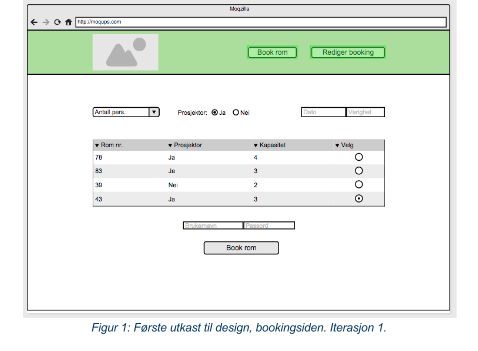 Moqzilla
http://moqups.com
Book rom
Rediger booking
Antall pers.
Prosjektor: Ja Nei
Dato Varighet
Rom nr. Prosjektor Kapasitet Velg
78 Ja 4
83 Ja 3
39 Nei 2
43 Ja 3
Brukernavn Passord
Book rom
Figur 1: Første utkast til design, bookingsiden. Iterasjon 1.